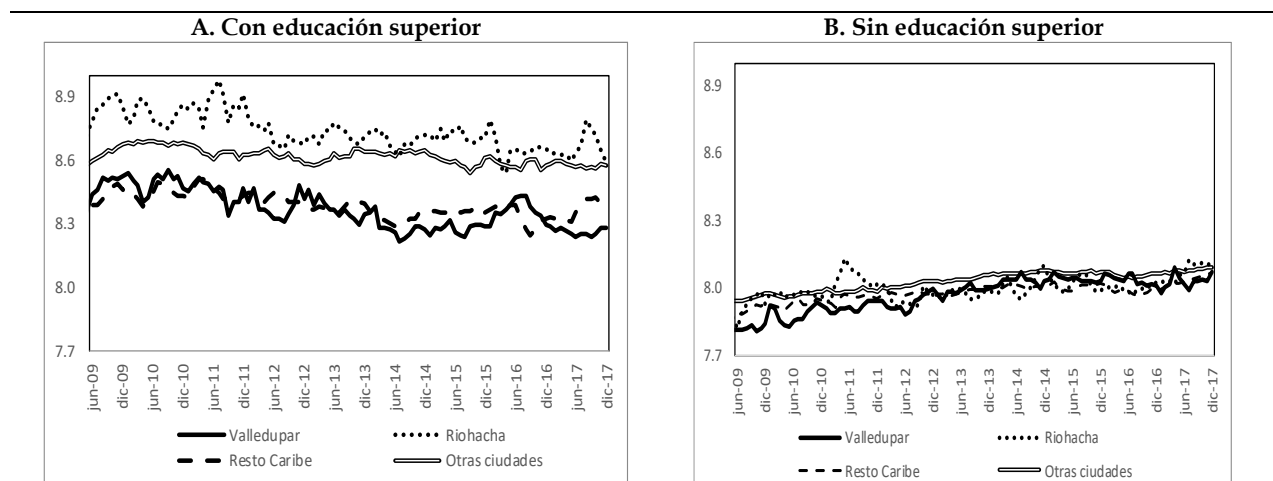 A. Con educación superior
8.9
8.6
8.3
8.0
7.7
jun-09
dic-09
jun-10
dic-10
jun-11
dic-11
jun-12
dic-12
jun-13
dic-13
jun-14
dic-14
jun-15
dic-15
jun-16
dic-16
jun-17
dic-17
Valledupar
Riohacha
Resto Caribe
Otras ciudades
B. Sin educación superior
8.9
8.6
8.3
8.0
7.7
jun-09
dic-09
jun-10
dic-10
jun-11
dic-11
jun-12
dic-12
jun-13
dic-13
jun-14
dic-14
jun-15
dic-15
jun-16
dic-16
jun-17
dic-17
Valledupar
Riohacha
Resto Caribe
Otras ciudades